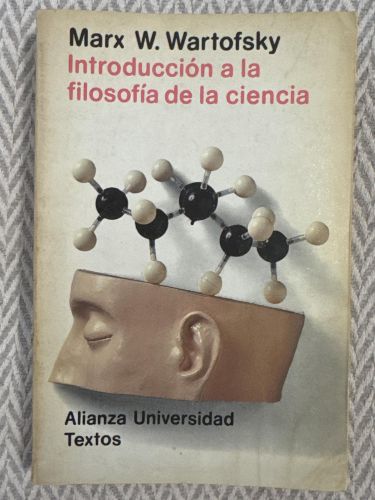 Marx W. Wartofsky
Introducción a la
filosofía de la ciencia
Alianza Universidad
Textos